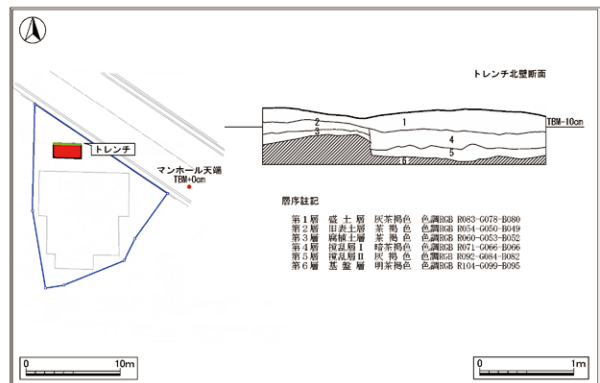 トレンチ北壁断面
TBM-10cm
1
2
3
4
5
6
トレンチ
マンホール天端
TBM+0cm
層序註記
第1層 盛土層 灰茶褐色 色調RGB R083-G078-B080
第2層 旧表土層 茶褐色 色調RGB R054-G050-B049
第3層 腐植土層 茶褐色 色調RGB R060-G053-B052
第4層 撹乱層Ⅰ 暗茶褐色 色調RGB R071-G066-B066
第5層 撹乱層Ⅱ 灰褐色 色調RGB R092-G084-B082
第6層 基盤層 明茶褐色 色調RGB R104-G099-B095
0 10m
0 1m